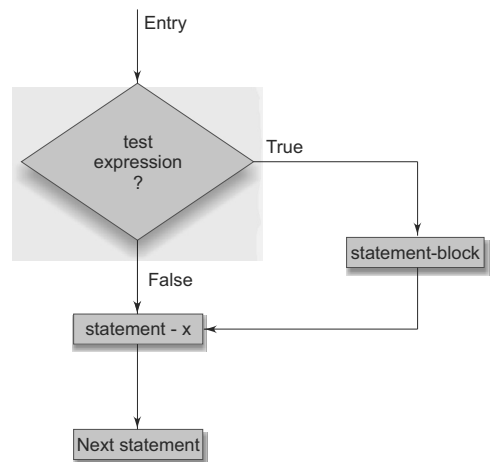 Entry
test
expression
?
True
statement-block
False
statement - x
Next statement